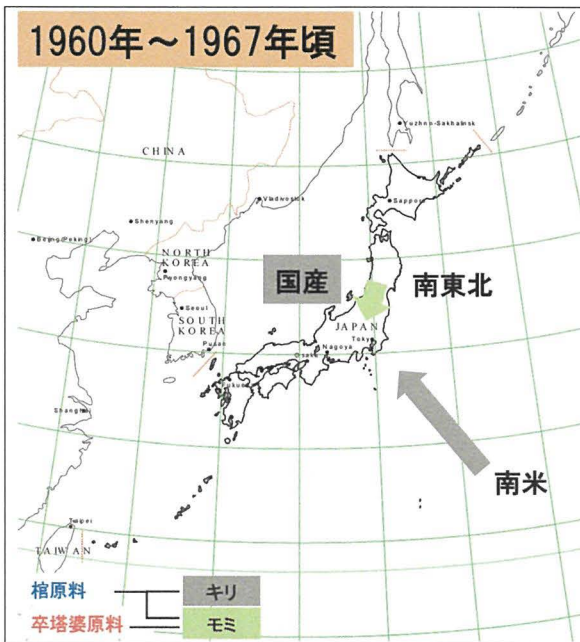 1960年～1967年頃
Yuzhno-Sakhalinsk
CHINA
Sapporo
Vladivostok
Shenyang
Beijing(Peking)
NORTH
KOREA
Pyongyang
国産
南東北
Seoul
SOUTH
KOREA
JAPAN
Tokyo
Nagoya
Osaka
Pusan
Fukuoka
Shanghai
南米
Taipei
TAIWAN
棺原料
キリ
卒塔婆原料
モミ